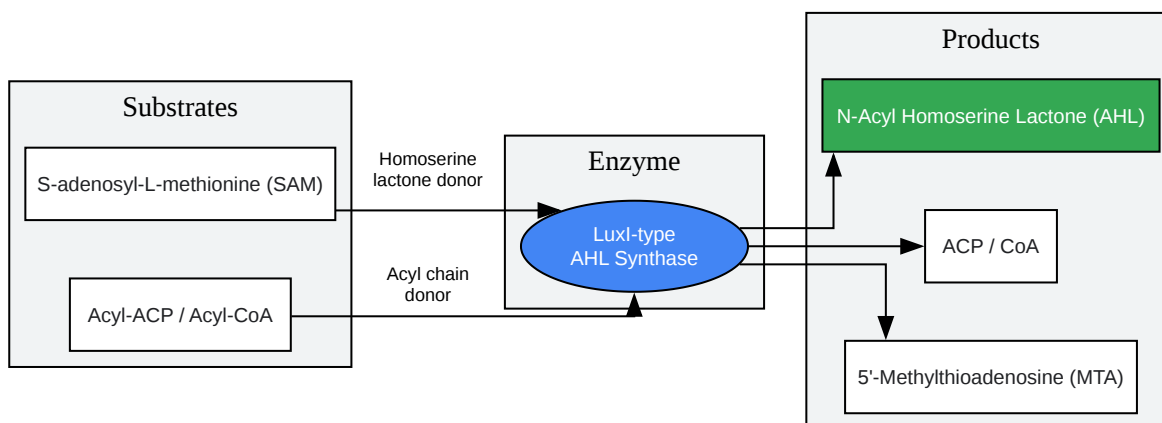 Substrates
S-adenosyl-L-methionine (SAM)
Acyl-ACP / Acyl-CoA
Homoserine
lactone donor
Acyl chain
donor
Enzyme
LuxI-type
AHL Synthase
Products
N-Acyl Homoserine Lactone (AHL)
ACP / CoA
5'-Methylthioadenosine (MTA)